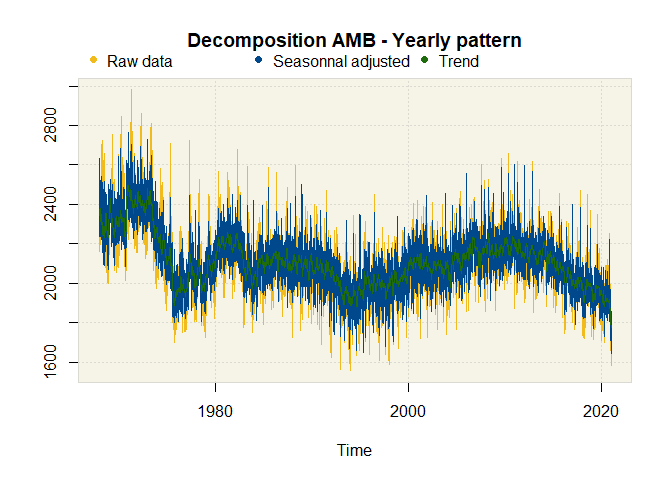 Decomposition AMB - Yearly pattern
Raw data Seasonnal adjusted Trend
2800
2400
2000
1600
1980 2000 2020
Time